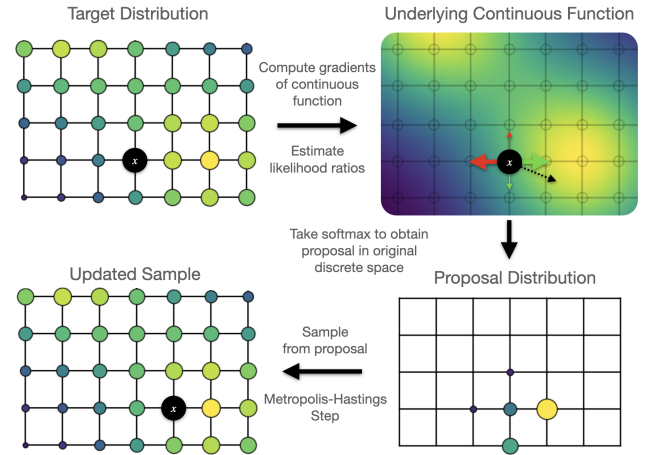 Target Distribution
Underlying Continuous Function
Compute gradients
of continuous
function
Estimate
likelihood ratios
x
x
Take softmax to obtain
proposal in original
discrete space
Updated Sample
Proposal Distribution
Sample
from proposal
Metropolis-Hastings
Step
x